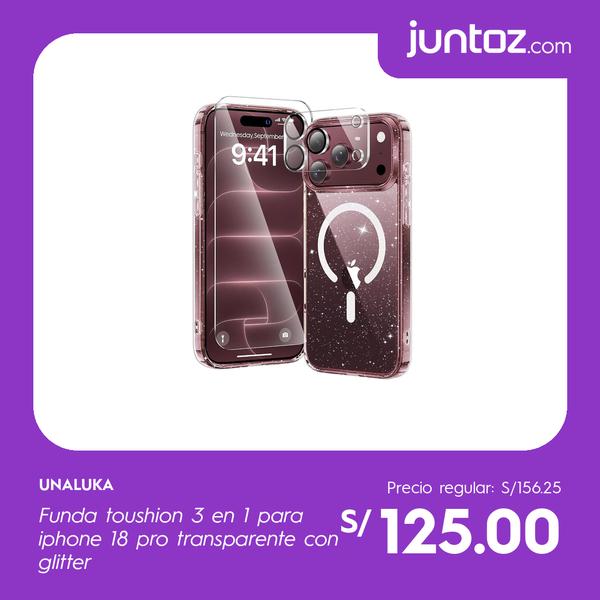 juntoz.com
Wednesday, September
9:41
UNALUKA
Funda toushion 3 en 1 para
iphone 18 pro transparente con
glitter
Precio regular: S/156.25
S/ 125.00